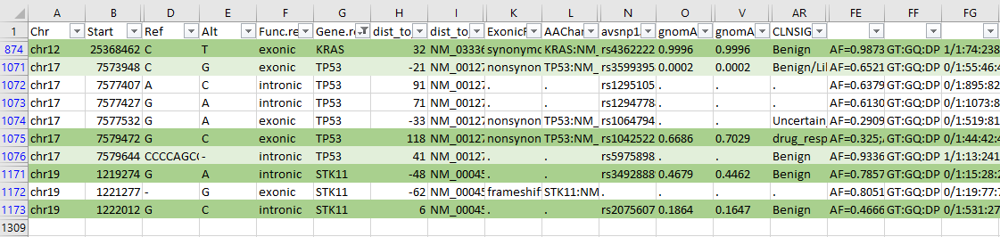 A B D E F G H I K L N O V AR FE FF FG
1 Chr Start Ref Alt Func.re Gene.re dist_to dist_to ExonicF AAChar avsnp1 gnomA gnomA CLNSIG
874 chr12 25368462 C T exonic KRAS 32 NM_0333 synonymo KRAS:NM_ rs4362222 0.9996 0.9996 Benign AF=0.9873 GT:GQ:DP 1/1:74:238
1071 chr17 7573948 C G exonic TP53 -21 NM_00127 nonsynon TP53:NM_ rs3599395 0.0002 0.0002 Benign/Lil AF=0.6521 GT:GQ:DP 0/1:55:46:4
1072 chr17 7577407 A C intronic TP53 91 NM_00127 . . rs1295105 . . . AF=0.6379 GT:GQ:DP 0/1:895:82
1073 chr17 7577427 G A intronic TP53 71 NM_00127 . . rs1294778 . . . AF=0.6130 GT:GQ:DP 0/1:1073:8
1074 chr17 7577532 G A exonic TP53 -33 NM_00127 nonsynon TP53:NM_ rs1064794 . . Uncertain_ AF=0.2909 GT:GQ:DP 0/1:519:81
1075 chr17 7579472 G C exonic TP53 118 NM_00127 nonsynon TP53:NM_ rs1042522 0.6686 0.7029 drug_resp AF=0.325; GT:GQ:DP 0/1:44:42:4
1076 chr17 7579644 CCCCAGCC - intronic TP53 41 NM_00127 . . rs5975898 . . Benign AF=0.9336 GT:GQ:DP 1/1:13:241
1171 chr19 1219274 G A intronic STK11 -48 NM_00045 . . rs3492888 0.4679 0.4462 Benign AF=0.7857 GT:GQ:DP 0/1:15:28:2
1172 chr19 1221277 - G exonic STK11 -62 NM_00045 frameshif STK11:NM_ . . . . AF=0.8051 GT:GQ:DP 0/1:19:77:7
1173 chr19 1222012 G C intronic STK11 6 NM_00045 . . rs2075607 0.1864 0.1647 Benign AF=0.4666 GT:GQ:DP 0/1:531:27
1309